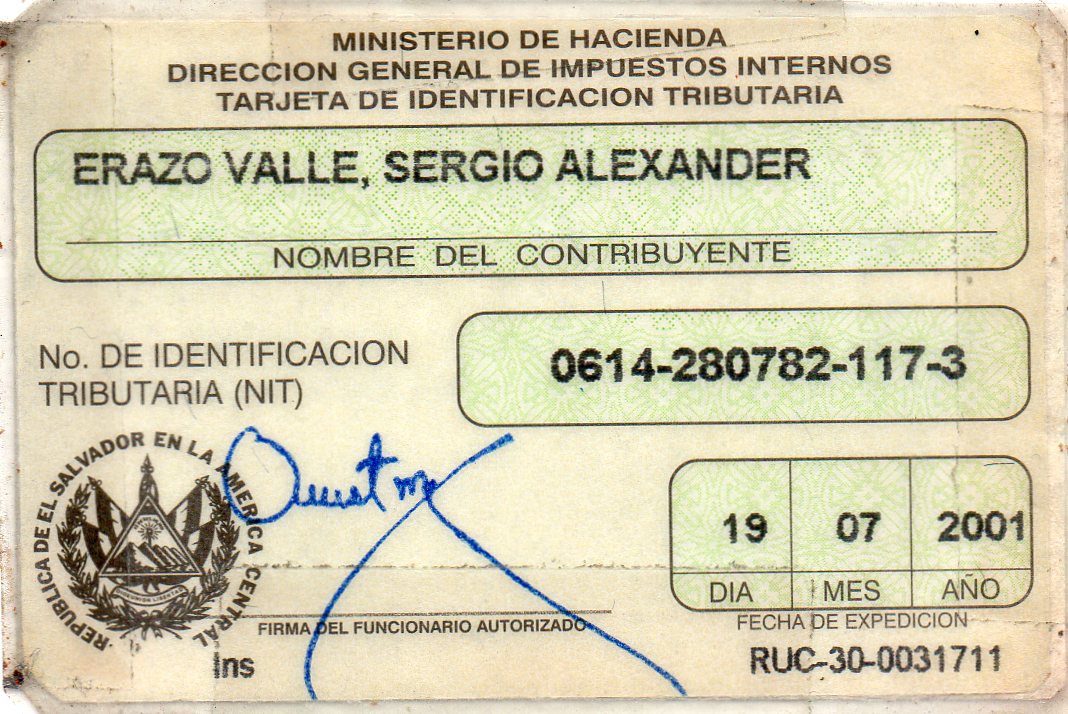 MINISTERIO DE HACIENDA
DIRECCION GENERAL DE IMPUESTOS INTERNOS
TARJETA DE IDENTIFICACION TRIBUTARIA
ERAZO VALLE, SERGIO ALEXANDER
NOMBRE DEL CONTRIBUYENTE
No. DE IDENTIFICACION
TRIBUTARIA (NIT)
0614-280782-117-3
REPUBLICA DE EL SALVADOR EN LA AMERICA CENTRAL
19 07 2001
DIA MES AÑO
FIRMA DEL FUNCIONARIO AUTORIZADO
FECHA DE EXPEDICION
Ins
RUC-30-0031711